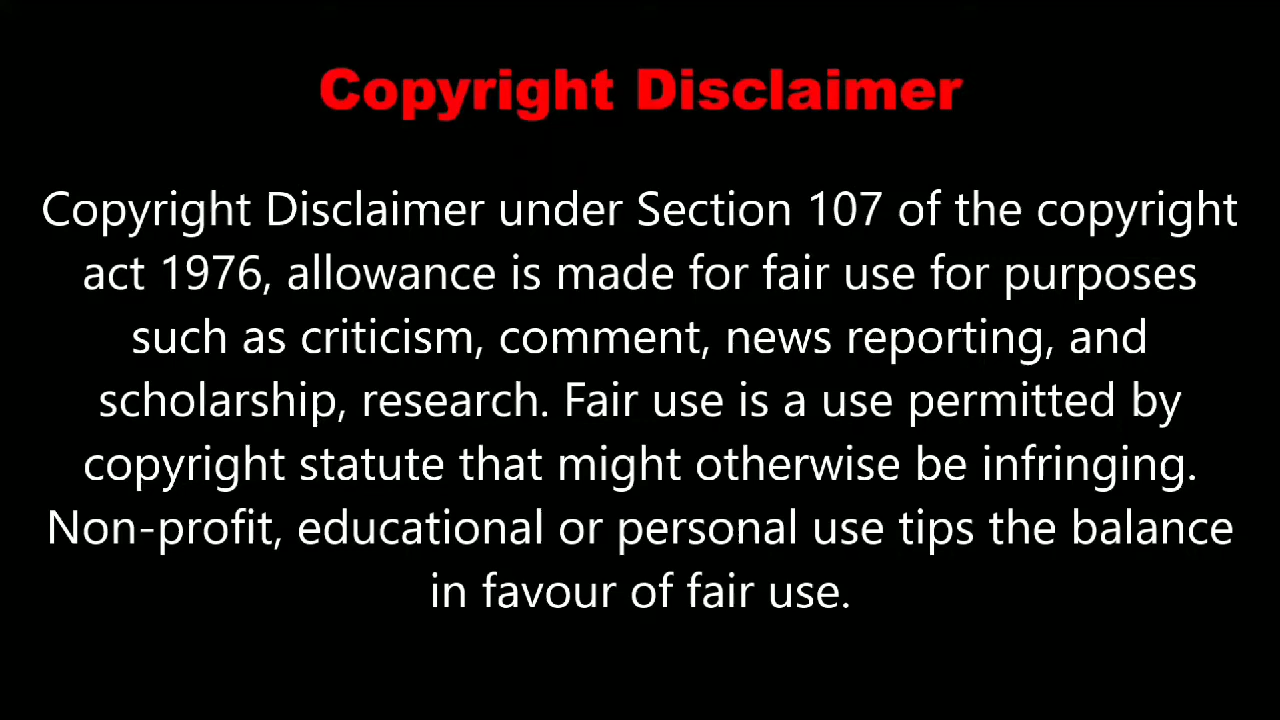 Copyright Disclaimer
Copyright Disclaimer under Section 107 of the copyright
act 1976, allowance is made for fair use for purposes
such as criticism, comment, news reporting, and
scholarship, research. Fair use is a use permitted by
copyright statute that might otherwise be infringing.
Non-profit, educational or personal use tips the balance
in favour of fair use.